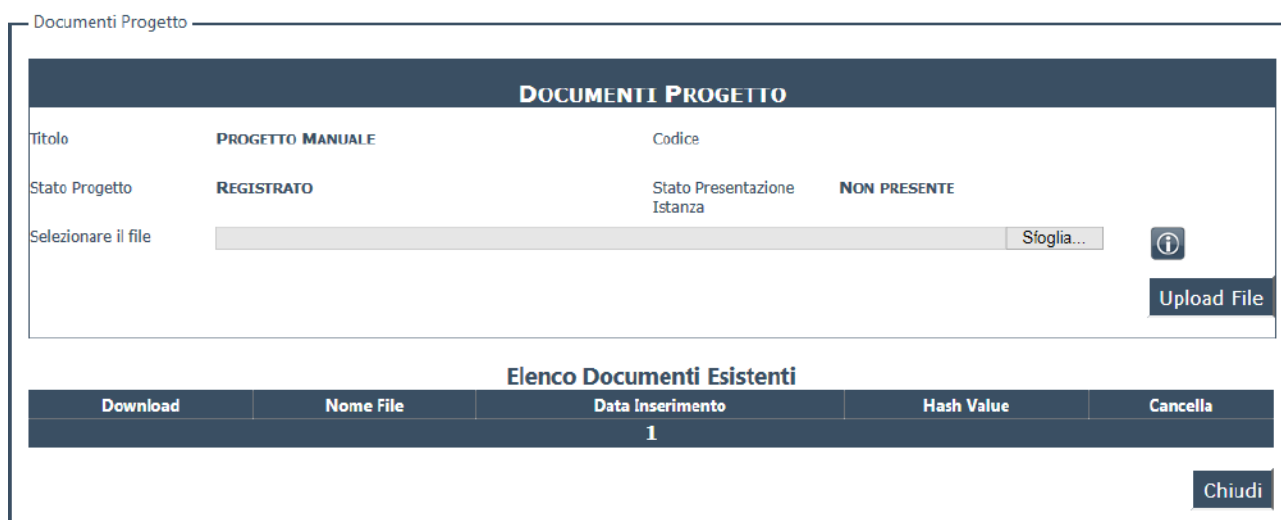 Documenti Progetto
DOCUMENTI PROGETTO
Titolo PROGETTO MANUALE Codice
Stato Progetto REGISTRATO Stato Presentazione Istanza NON PRESENTE
Selezionare il file Sfoglia...
Upload File
Elenco Documenti Esistenti
Download Nome File Data Inserimento Hash Value Cancella
1
Chiudi